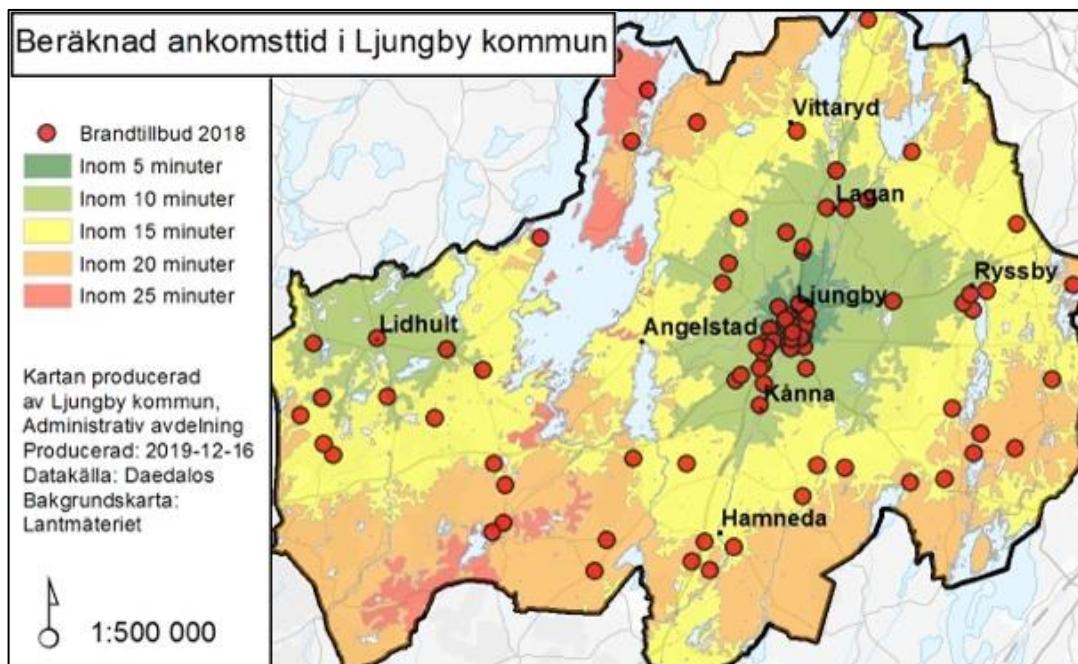 Beräknad ankomsttid i Ljungby kommun
Brandtillbud 2018
Inom 5 minuter
Inom 10 minuter
Inom 15 minuter
Inom 20 minuter
Inom 25 minuter
Kartan producerad
av Ljungby kommun,
Administrativ avdelning
Producerad: 2019-12-16
Datakälla: Daedalos
Bakgrundskarta:
Lantmäteriet
1:500 000
Vittaryd
Lagan
Ryssby
Ljungby
Lidhult
Angelstad
Kånna
Hamneda